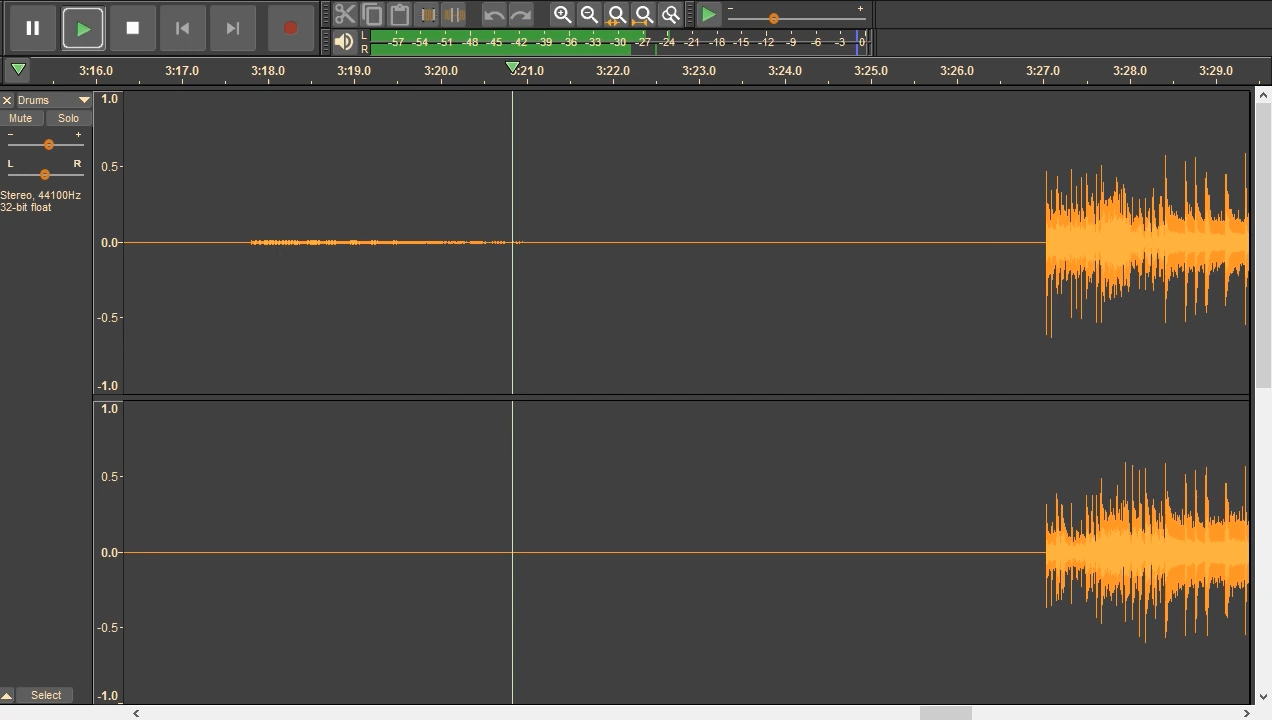 L -57 -54 -51 -48 -45 -42 -39 -36 -33 -30 -27 -24 -21 -18 -15 -12 -9 -6 -3 0
R
- +
3:16.0 3:17.0 3:18.0 3:19.0 3:20.0 3:21.0 3:22.0 3:23.0 3:24.0 3:25.0 3:26.0 3:27.0 3:28.0 3:29.0
Drums
Mute Solo
- +
L R
Stereo, 44100Hz
32-bit float
1.0
0.5
0.0
-0.5
-1.0
1.0
0.5
0.0
-0.5
-1.0
Select